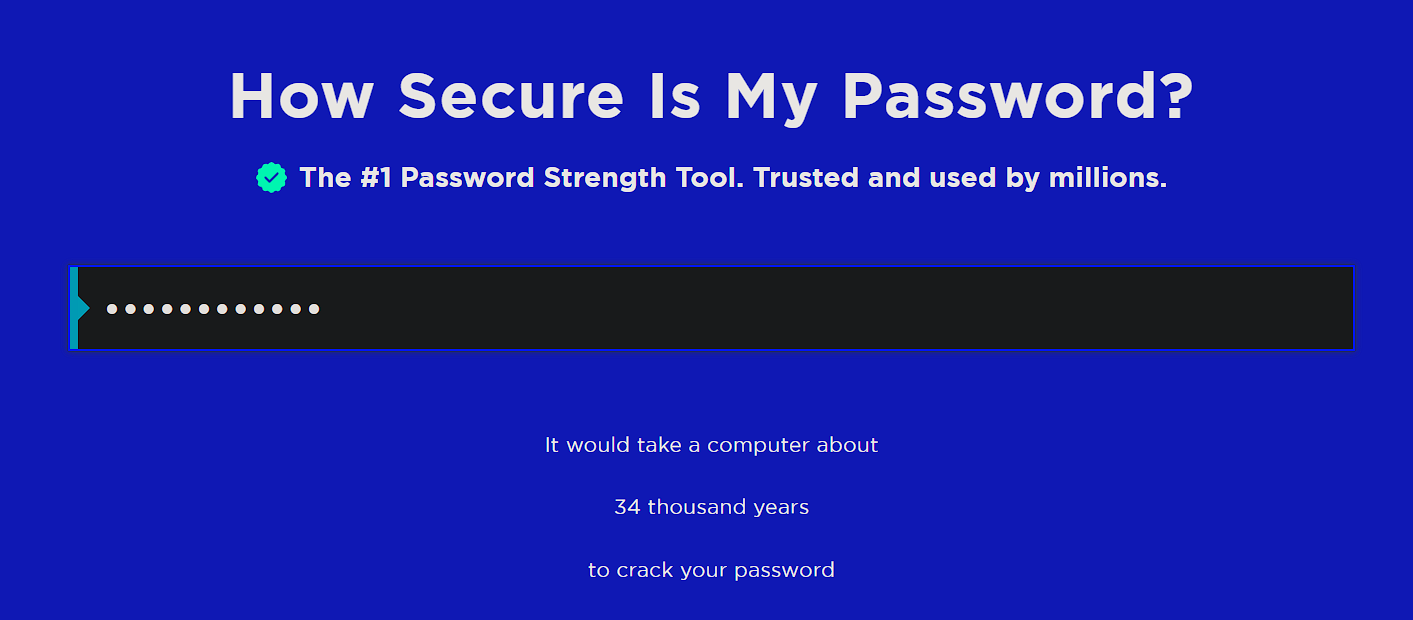 How Secure Is My Password?
The #1 Password Strength Tool. Trusted and used by millions.
••••••••••••
It would take a computer about
34 thousand years
to crack your password